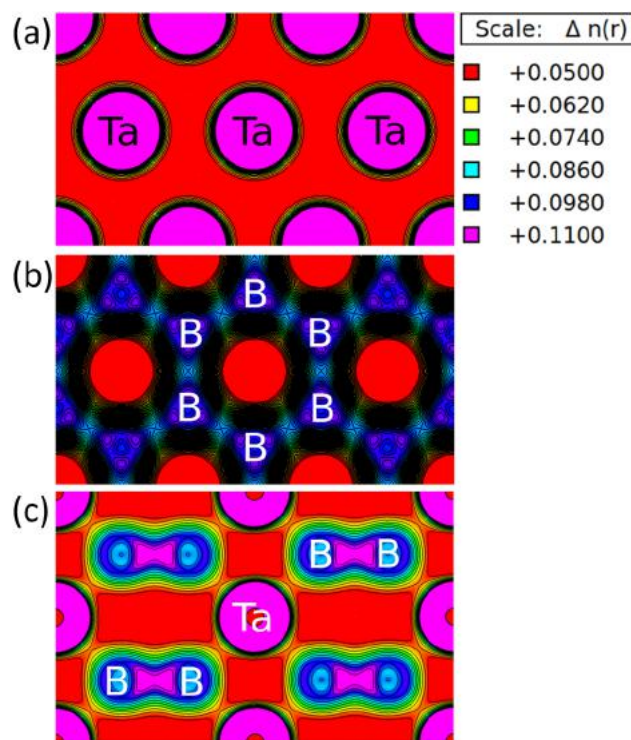 (a)
Ta Ta Ta
Scale: Δ n(r)
+0.0500
+0.0620
+0.0740
+0.0860
+0.0980
+0.1100
(b)
B
B B
B B
B
(c)
B B
Ta
B B